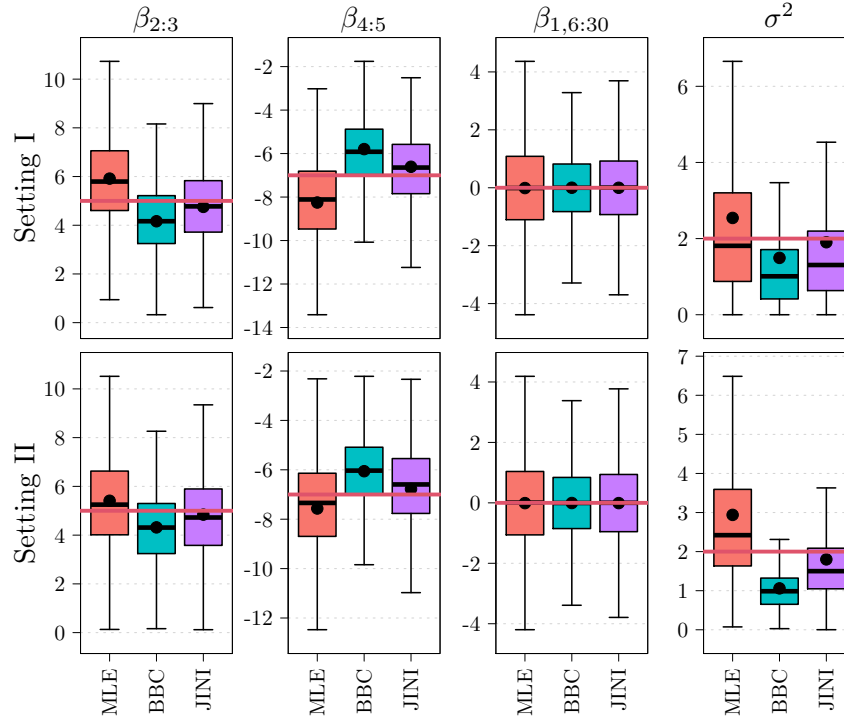 β2:3 β4:5 β1,6:30 σ²
Setting I
10 8 6 4 2 0
-2 -4 -6 -8 -10 -12 -14
4 2 0 -2 -4
6 4 2 0
Setting II
10 8 6 4 2 0
-2 -4 -6 -8 -10 -12
4 2 0 -2 -4
7 6 5 4 3 2 1 0
MLE BBC JINI MLE BBC JINI MLE BBC JINI MLE BBC JINI